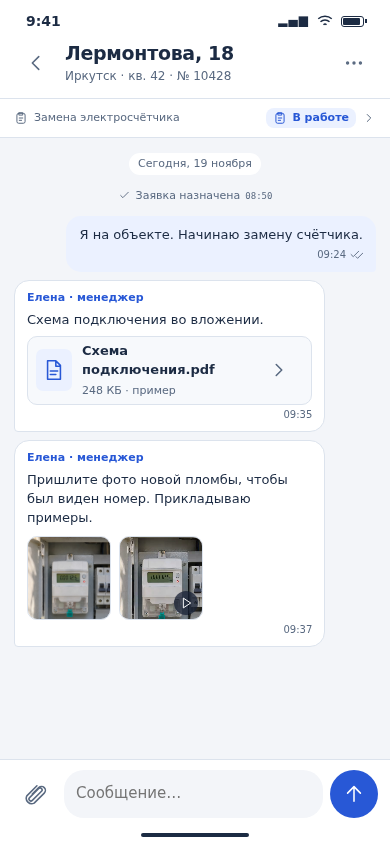 9:41
Лермонтова, 18
Иркутск · кв. 42 · № 10428
Замена электросчётчика
В работе
Сегодня, 19 ноября
Заявка назначена 08:50
Я на объекте. Начинаю замену счётчика.
09:24
Елена · менеджер
Схема подключения во вложении.
Схема
подключения.pdf
248 КБ · пример
09:35
Елена · менеджер
Пришлите фото новой пломбы, чтобы
был виден номер. Прикладываю
примеры.
09:37
Сообщение...